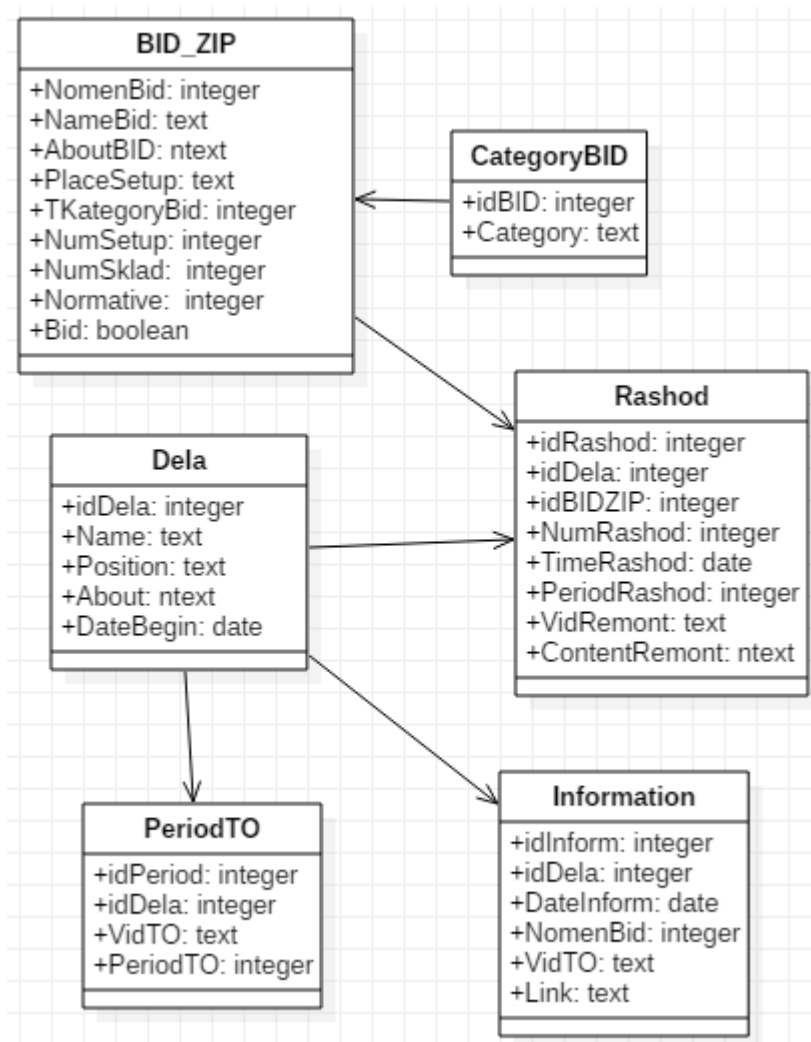 BID_ZIP
+NomenBid: integer
+NameBid: text
+AboutBID: ntext
+PlaceSetup: text
+TKategoryBid: integer
+NumSetup: integer
+NumSklad:  integer
+Normative:  integer
+Bid: boolean
CategoryBID
+idBID: integer
+Category: text
Rashod
+idRashod: integer
+idDela: integer
+idBIDZIP: integer
+NumRashod: integer
+TimeRashod: date
+PeriodRashod: integer
+VidRemont: text
+ContentRemont: ntext
Dela
+idDela: integer
+Name: text
+Position: text
+About: ntext
+DateBegin: date
PeriodTO
+idPeriod: integer
+idDela: integer
+VidTO: text
+PeriodTO: integer
Information
+idInform: integer
+idDela: integer
+DateInform: date
+NomenBid: integer
+VidTO: text
+Link: text